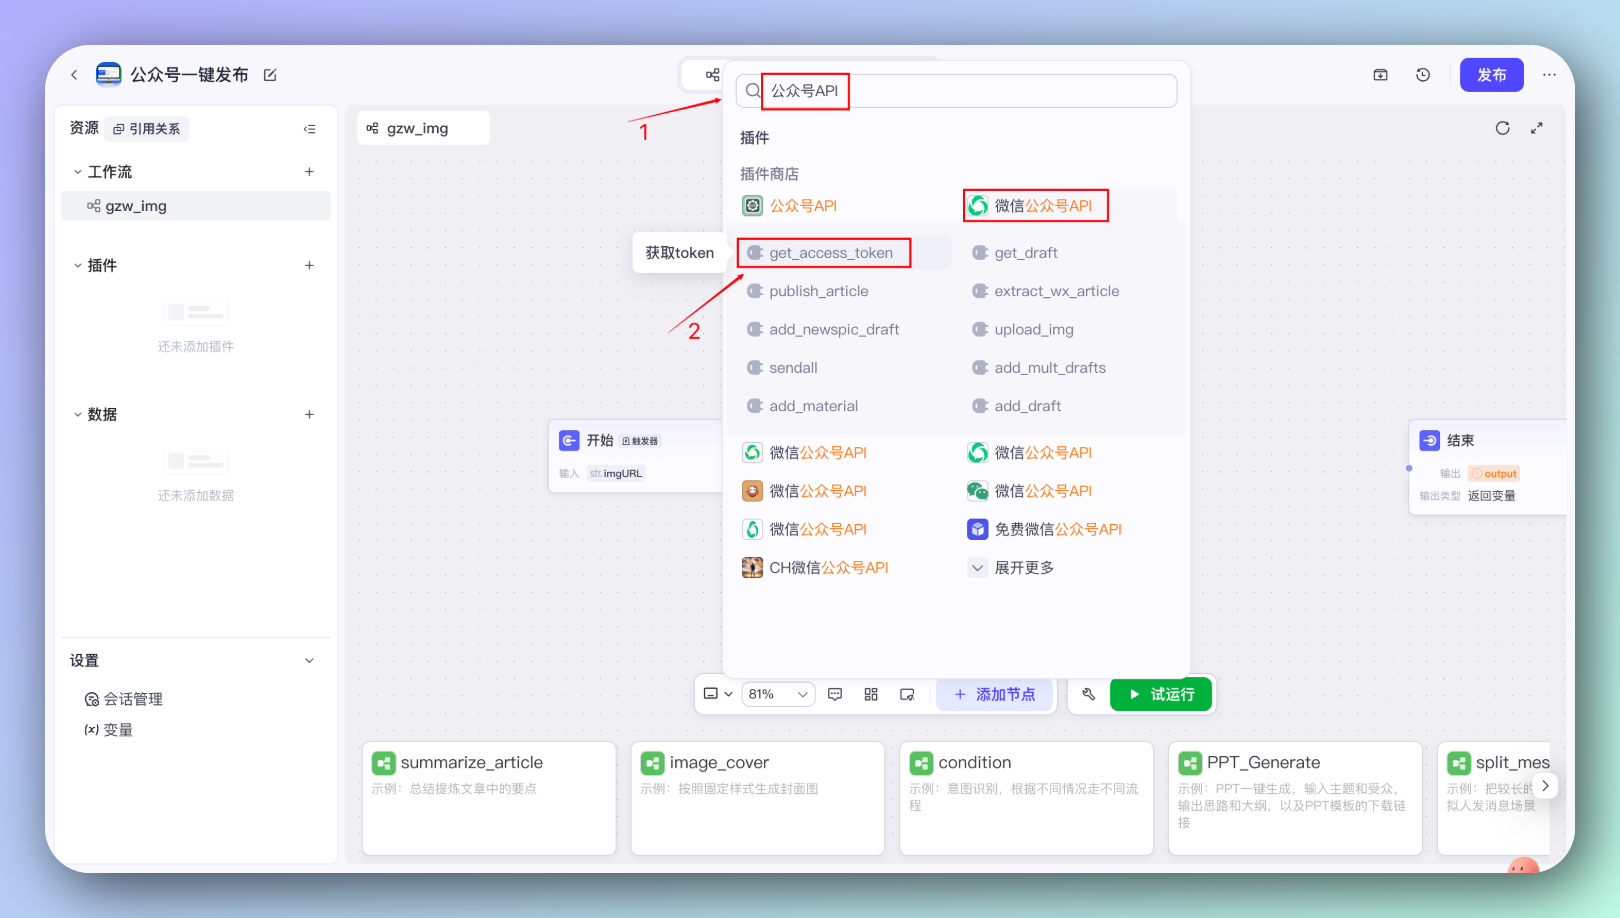 公众号一键发布
发布
资源
引用关系
工作流
gzw_img
插件
还未添加插件
数据
还未添加数据
设置
会话管理
(x) 变量
gzw_img
公众号API
1
插件
插件商店
公众号API
微信公众号API
获取token
get_access_token
get_draft
publish_article
extract_wx_article
2
add_newspic_draft
upload_img
sendall
add_mult_drafts
add_material
add_draft
微信公众号API
微信公众号API
微信公众号API
微信公众号API
微信公众号API
免费微信公众号API
CH微信公众号API
展开更多
开始
触发器
输入 str. imgURL
结束
输出 output
输出类型 返回变量
81%
添加节点
试运行
summarize_article
示例：总结提炼文章中的要点
image_cover
示例：按照固定样式生成封面图
condition
示例：意图识别，根据不同情况走不同流
程
PPT_Generate
示例：PPT一键生成，输入主题和受众，
输出思路和大纲，以及PPT模板的下载链
接
split_mes
示例：把较长的
拟人发消息场景